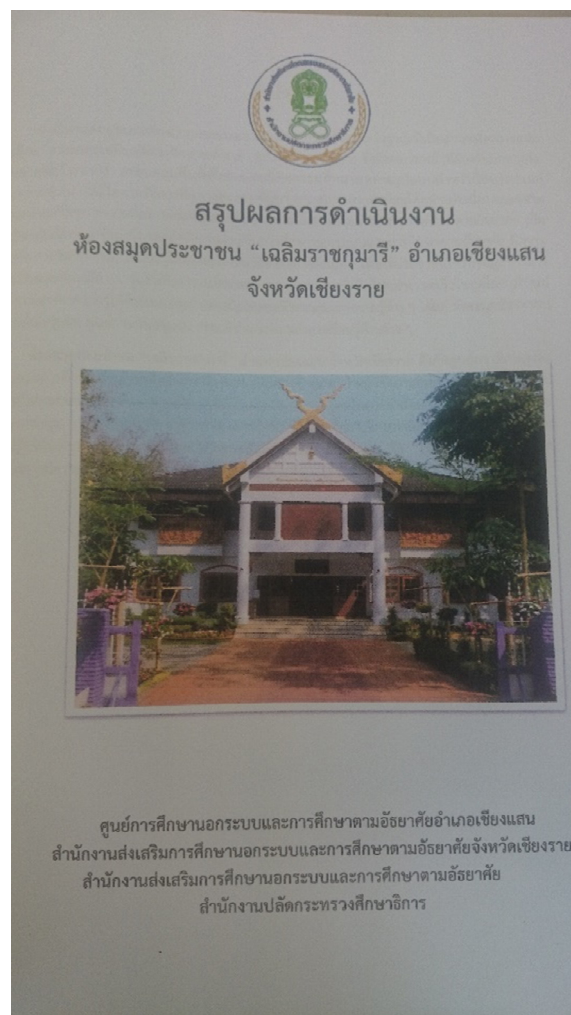 สรุปผลการดำเนินงาน
ห้องสมุดประชาชน “เฉลิมราชกุมารี” อำเภอเชียงแสน
จังหวัดเชียงราย
ศูนย์การศึกษานอกระบบและการศึกษาตามอัธยาศัยอำเภอเชียงแสน
สำนักงานส่งเสริมการศึกษานอกระบบและการศึกษาตามอัธยาศัยจังหวัดเชียงราย
สำนักงานส่งเสริมการศึกษานอกระบบและการศึกษาตามอัธยาศัย
สำนักงานปลัดกระทรวงศึกษาธิการ